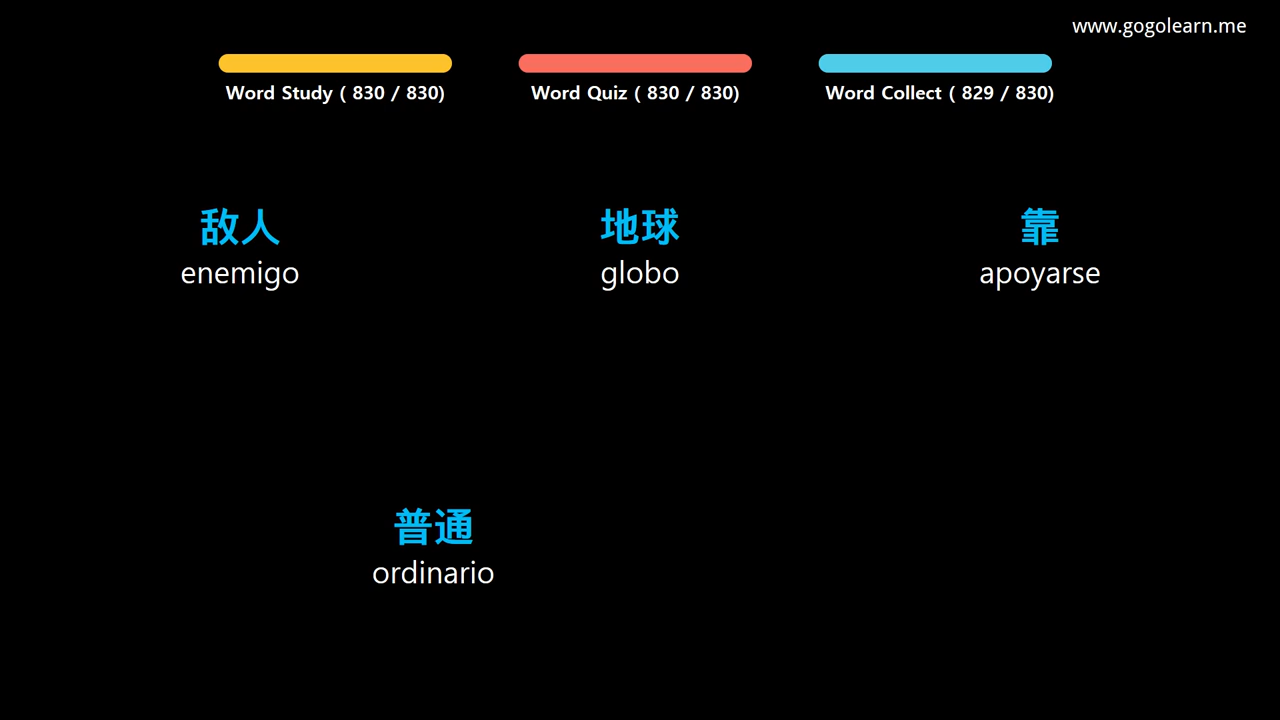 www.gogolearn.me
Word Study ( 830 / 830)
Word Quiz ( 830 / 830)
Word Collect ( 829 / 830)
敌人
enemigo
地球
globo
靠
apoyarse
普通
ordinario